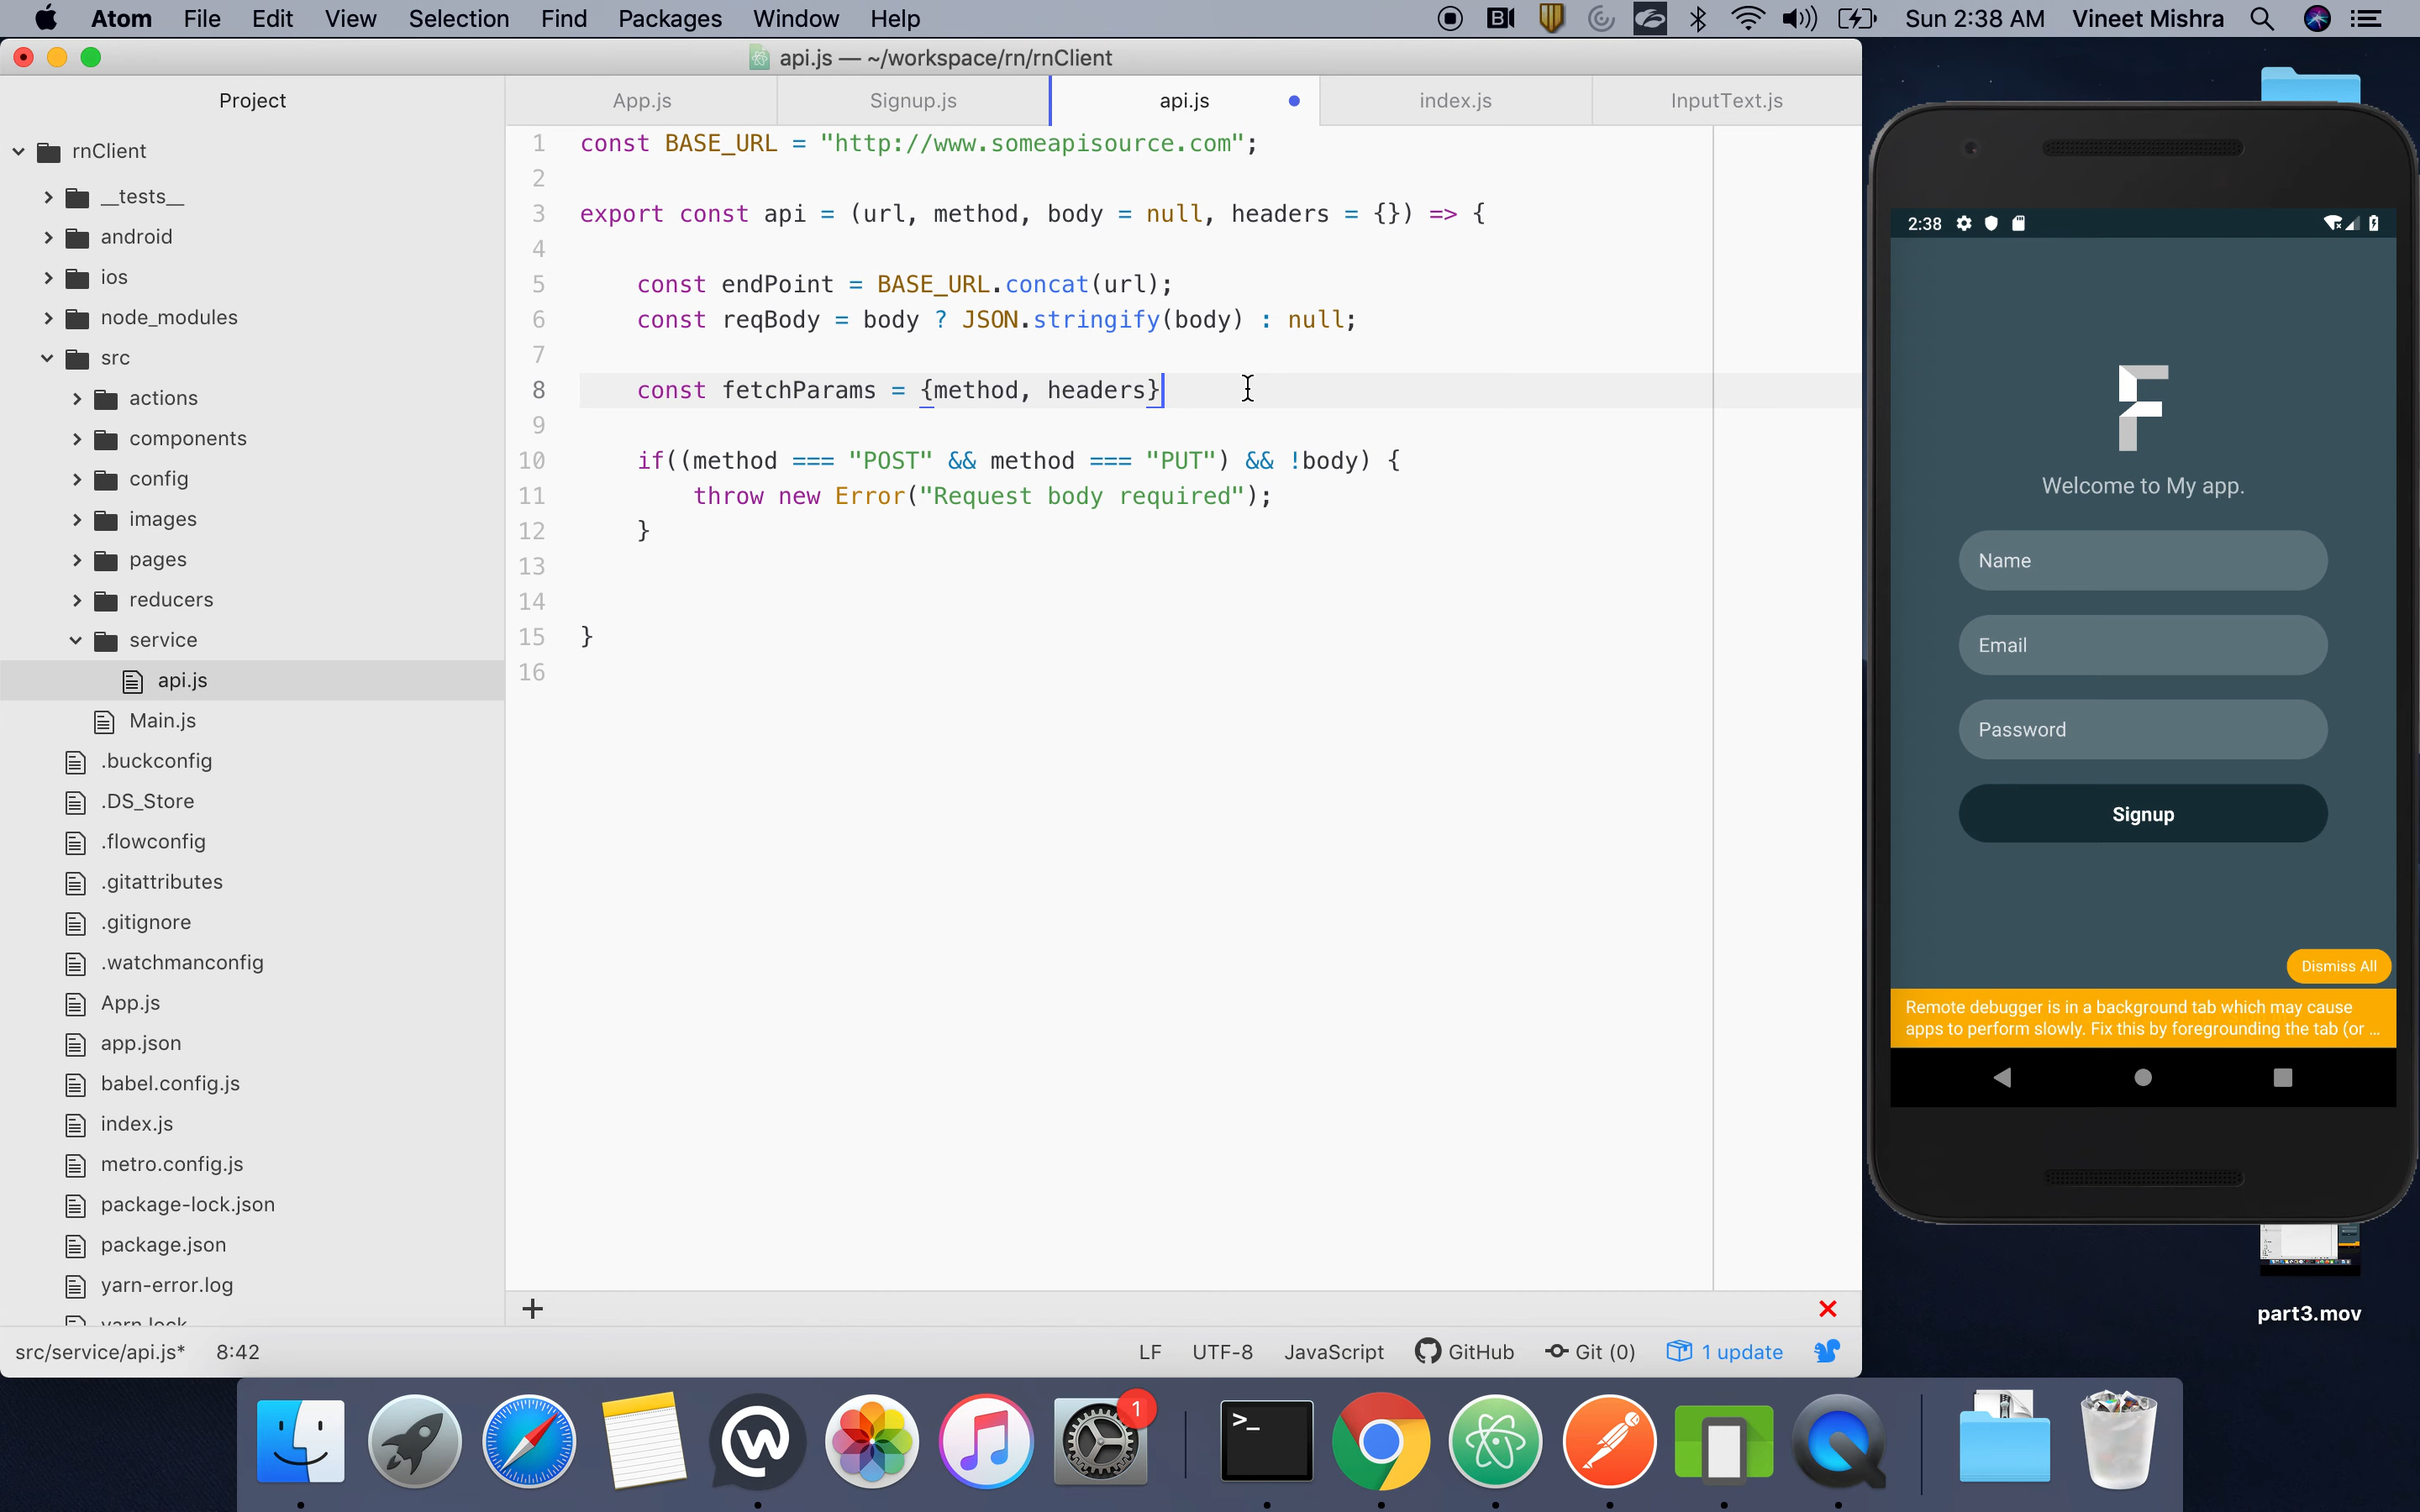 Atom File Edit View Selection Find Packages Window Help
Sun 2:38 AM Vineet Mishra
api.js — ~/workspace/rn/rnClient
Project
App.js
Signup.js
api.js
index.js
InputText.js
rnClient
__tests__
android
ios
node_modules
src
actions
components
config
images
pages
reducers
service
api.js
Main.js
.buckconfig
.DS_Store
.flowconfig
.gitattributes
.gitignore
.watchmanconfig
App.js
app.json
babel.config.js
index.js
metro.config.js
package-lock.json
package.json
yarn-error.log
yarn.lock
1 const BASE_URL = "http://www.someapisource.com";
2
3 export const api = (url, method, body = null, headers = {}) => {
4
5 const endPoint = BASE_URL.concat(url);
6 const reqBody = body ? JSON.stringify(body) : null;
7
8 const fetchParams = {method, headers}
9
10 if((method === "POST" && method === "PUT") && !body) {
11 throw new Error("Request body required");
12 }
13
14
15 }
16
src/service/api.js* 8:42
LF UTF-8 JavaScript GitHub Git (0) 1 update
2:38
F
Welcome to My app.
Name
Email
Password
Signup
Dismiss All
Remote debugger is in a background tab which may cause
apps to perform slowly. Fix this by foregrounding the tab (or ...
part3.mov
1
>_